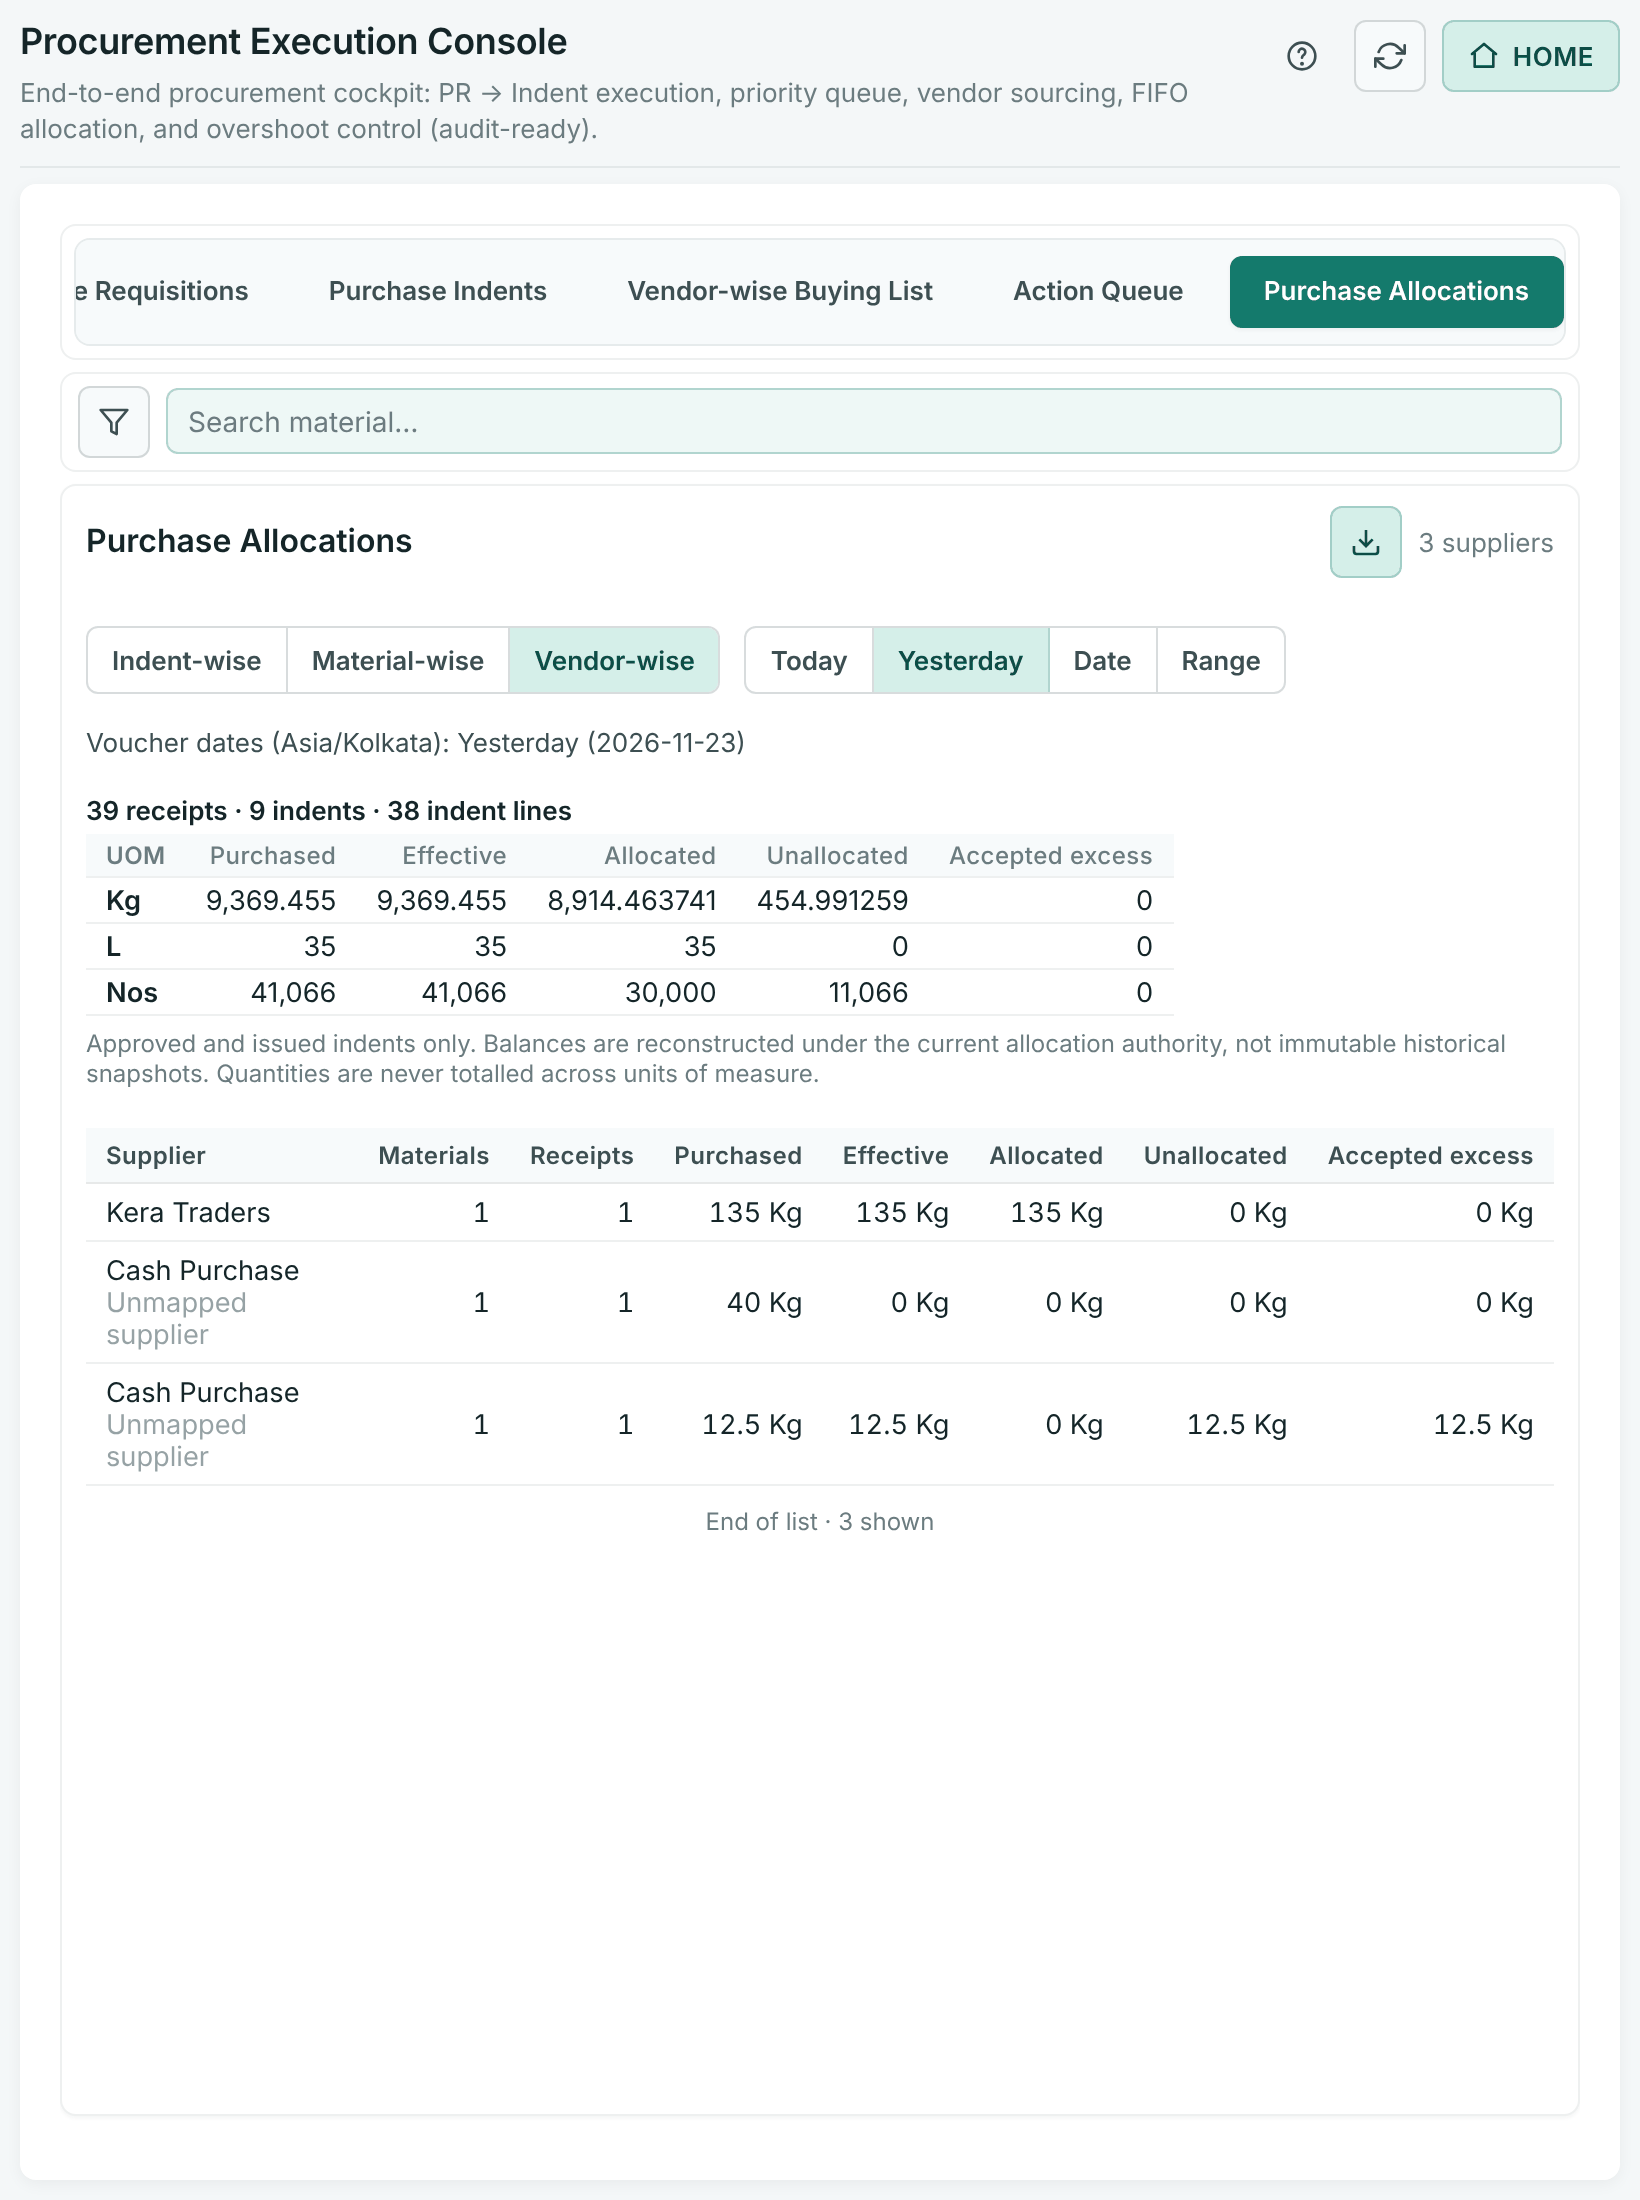 Procurement Execution Console
End-to-end procurement cockpit: PR → Indent execution, priority queue, vendor sourcing, FIFO
allocation, and overshoot control (audit-ready).
HOME
e Requisitions Purchase Indents Vendor-wise Buying List Action Queue Purchase Allocations
Search material...
Purchase Allocations
3 suppliers
Indent-wise Material-wise Vendor-wise Today Yesterday Date Range
Voucher dates (Asia/Kolkata): Yesterday (2026-11-23)
39 receipts · 9 indents · 38 indent lines
UOM Purchased Effective Allocated Unallocated Accepted excess
Kg 9,369.455 9,369.455 8,914.463741 454.991259 0
L 35 35 35 0 0
Nos 41,066 41,066 30,000 11,066 0
Approved and issued indents only. Balances are reconstructed under the current allocation authority, not immutable historical
snapshots. Quantities are never totalled across units of measure.
Supplier Materials Receipts Purchased Effective Allocated Unallocated Accepted excess
Kera Traders 1 1 135 Kg 135 Kg 135 Kg 0 Kg 0 Kg
Cash Purchase
Unmapped 1 1 40 Kg 0 Kg 0 Kg 0 Kg 0 Kg
supplier
Cash Purchase
Unmapped 1 1 12.5 Kg 12.5 Kg 0 Kg 12.5 Kg 12.5 Kg
supplier
End of list · 3 shown